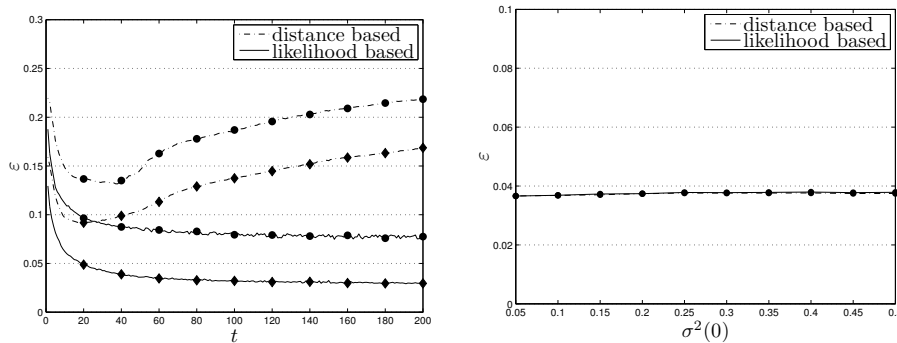 0.3
0.25
0.2
0.15
0.1
0.05
0
ε
distance based
likelihood based
0 20 40 60 80 100 120 140 160 180 200
t
0.1
0.08
0.06
0.04
0.02
0
ε
distance based
likelihood based
0.05 0.1 0.15 0.2 0.25 0.3 0.35 0.4 0.45 0.5
σ²(0)